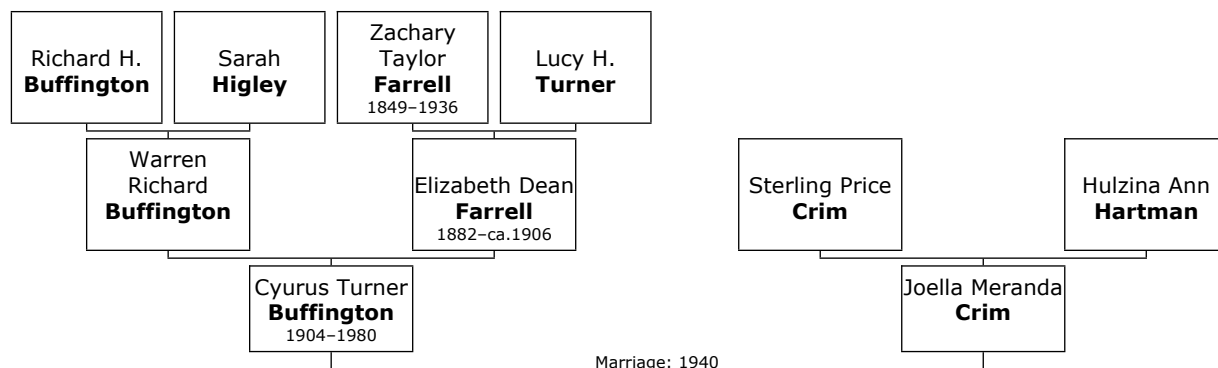 Richard H.
Buffington
Sarah
Higley
Zachary
Taylor
Farrell
1849–1936
Lucy H.
Turner
Warren
Richard
Buffington
Elizabeth Dean
Farrell
1882–ca.1906
Sterling Price
Crim
Hulzina Ann
Hartman
Cyurus Turner
Buffington
1904–1980
Joella Meranda
Crim
Marriage: 1940